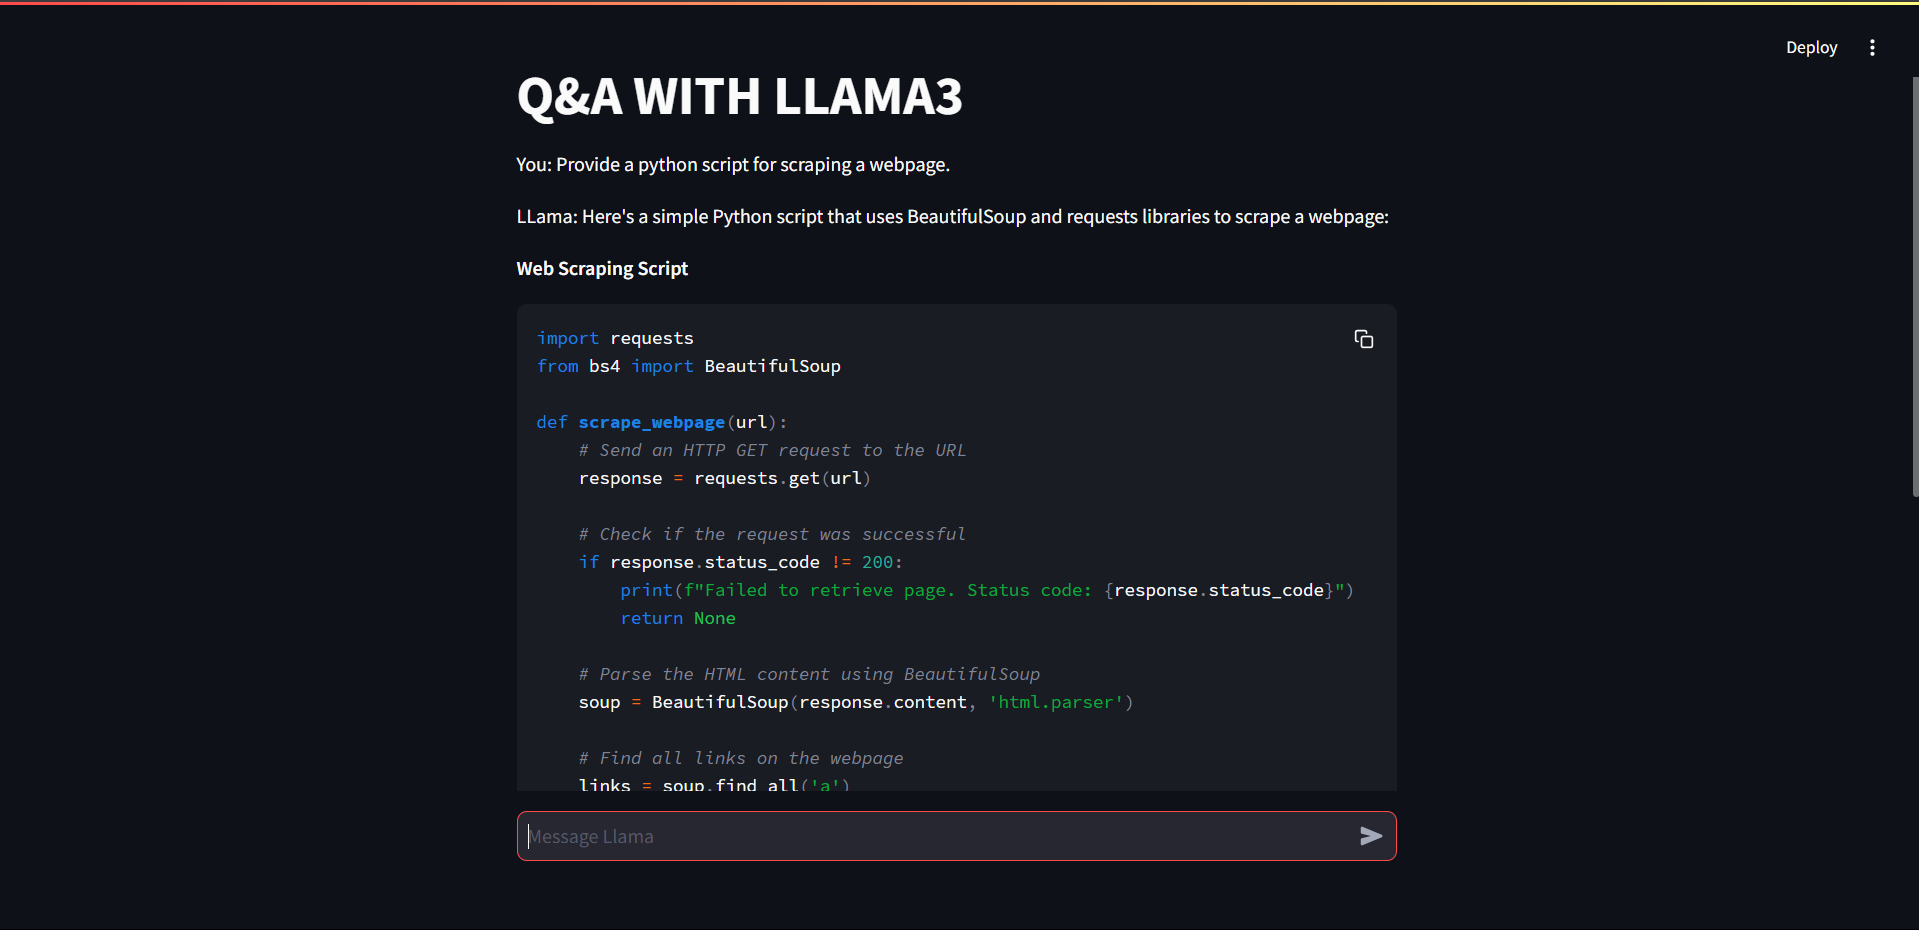 Deploy
Q&A WITH LLAMA3
You: Provide a python script for scraping a webpage.
LLama: Here's a simple Python script that uses BeautifulSoup and requests libraries to scrape a webpage:
Web Scraping Script
import requests
from bs4 import BeautifulSoup
def scrape_webpage(url):
# Send an HTTP GET request to the URL
response = requests.get(url)
# Check if the request was successful
if response.status_code != 200:
print(f"Failed to retrieve page. Status code: {response.status_code}")
return None
# Parse the HTML content using BeautifulSoup
soup = BeautifulSoup(response.content, 'html.parser')
# Find all links on the webpage
links = soup.find_all('a')
Message Llama